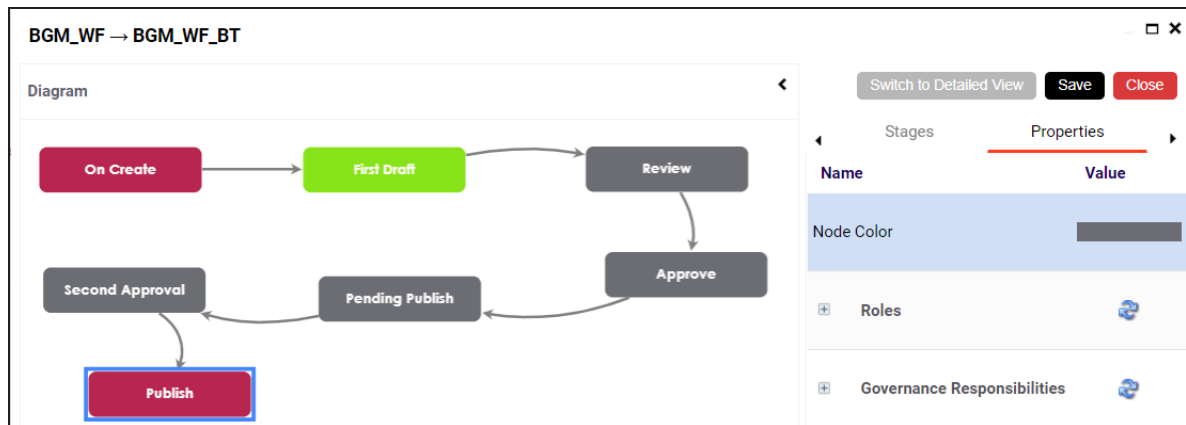 BGM_WF → BGM_WF_BT
Diagram
Switch to Detailed View
Save
Close
Stages
Properties
Name
Value
On Create
First Draft
Review
Node Color
Second Approval
Pending Publish
Approve
Roles
Publish
Governance Responsibilities